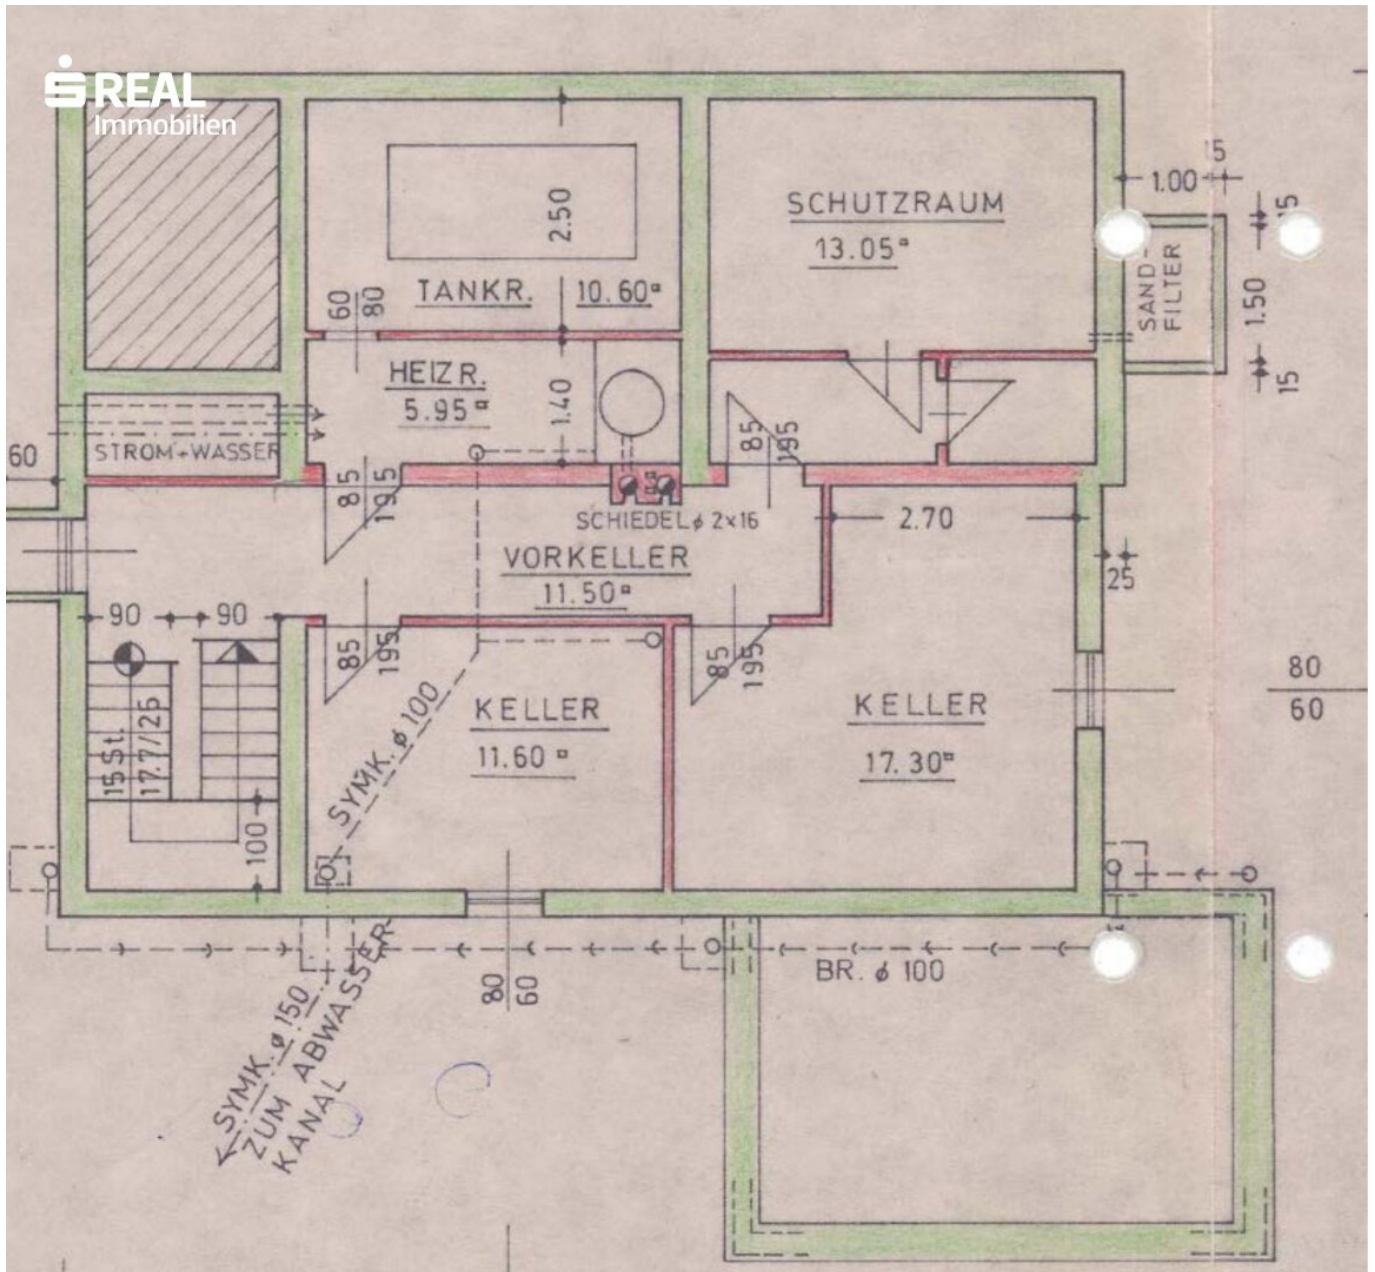 REAL
Immobilien
15
1.00
SCHUTZRAUM
13.05¤
2.50
15
SAND-
FILTER
1.50
15
TANKR.
10.60¤
60
80
HEIZR.
5.95¤
1.40
85
195
STROM+WASSER
60
85
195
SCHIEDEL ø 2x16
2.70
VORKELLER
11.50¤
25
90
90
85
195
85
195
80
60
KELLER
11.60¤
KELLER
17.30¤
15 St.
17.7/25
SYMK. ø 100
100
BR. ø 100
80
60
SYMK. ø 150
ZUM ABWASSER-
KANAL